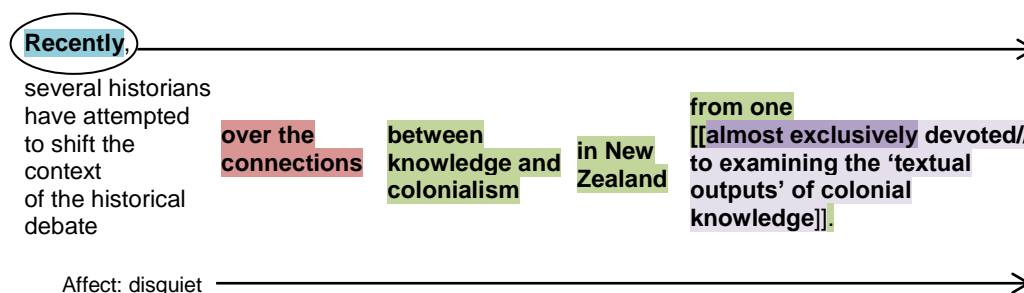 Recently,
several historians
have attempted
to shift the
context
of the historical
debate
over the
connections
between
knowledge and
colonialism
in New
Zealand
from one
[[almost exclusively devoted//
to examining the ‘textual
outputs’ of colonial
knowledge]].
Affect: disquiet